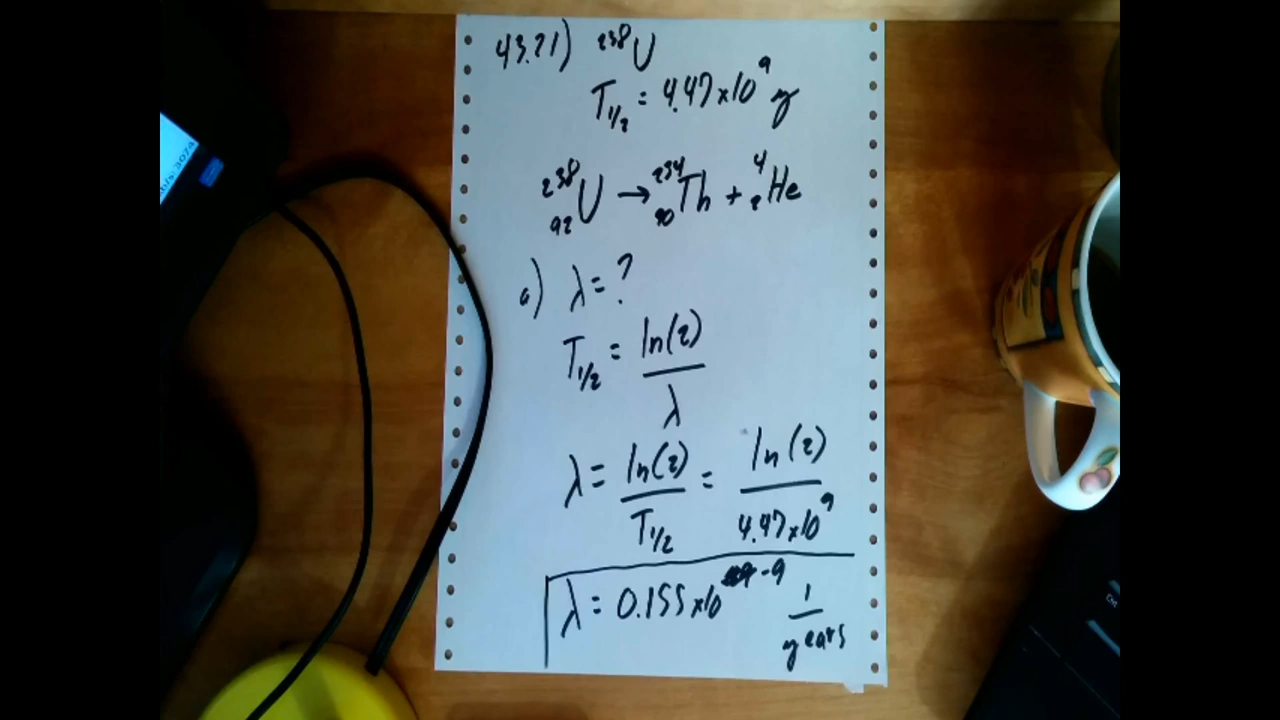 43.21) ²³⁸U
T₁/₂ = 4.47×10⁹ y
²³⁸₉₂U → ²³⁴₉₀Th + ⁴₂He
a) λ = ?
T₁/₂ = ln(2) / λ
λ = ln(2) / T₁/₂ = ln(2) / 4.47×10⁹
λ = 0.155×10⁻⁹ 1/years